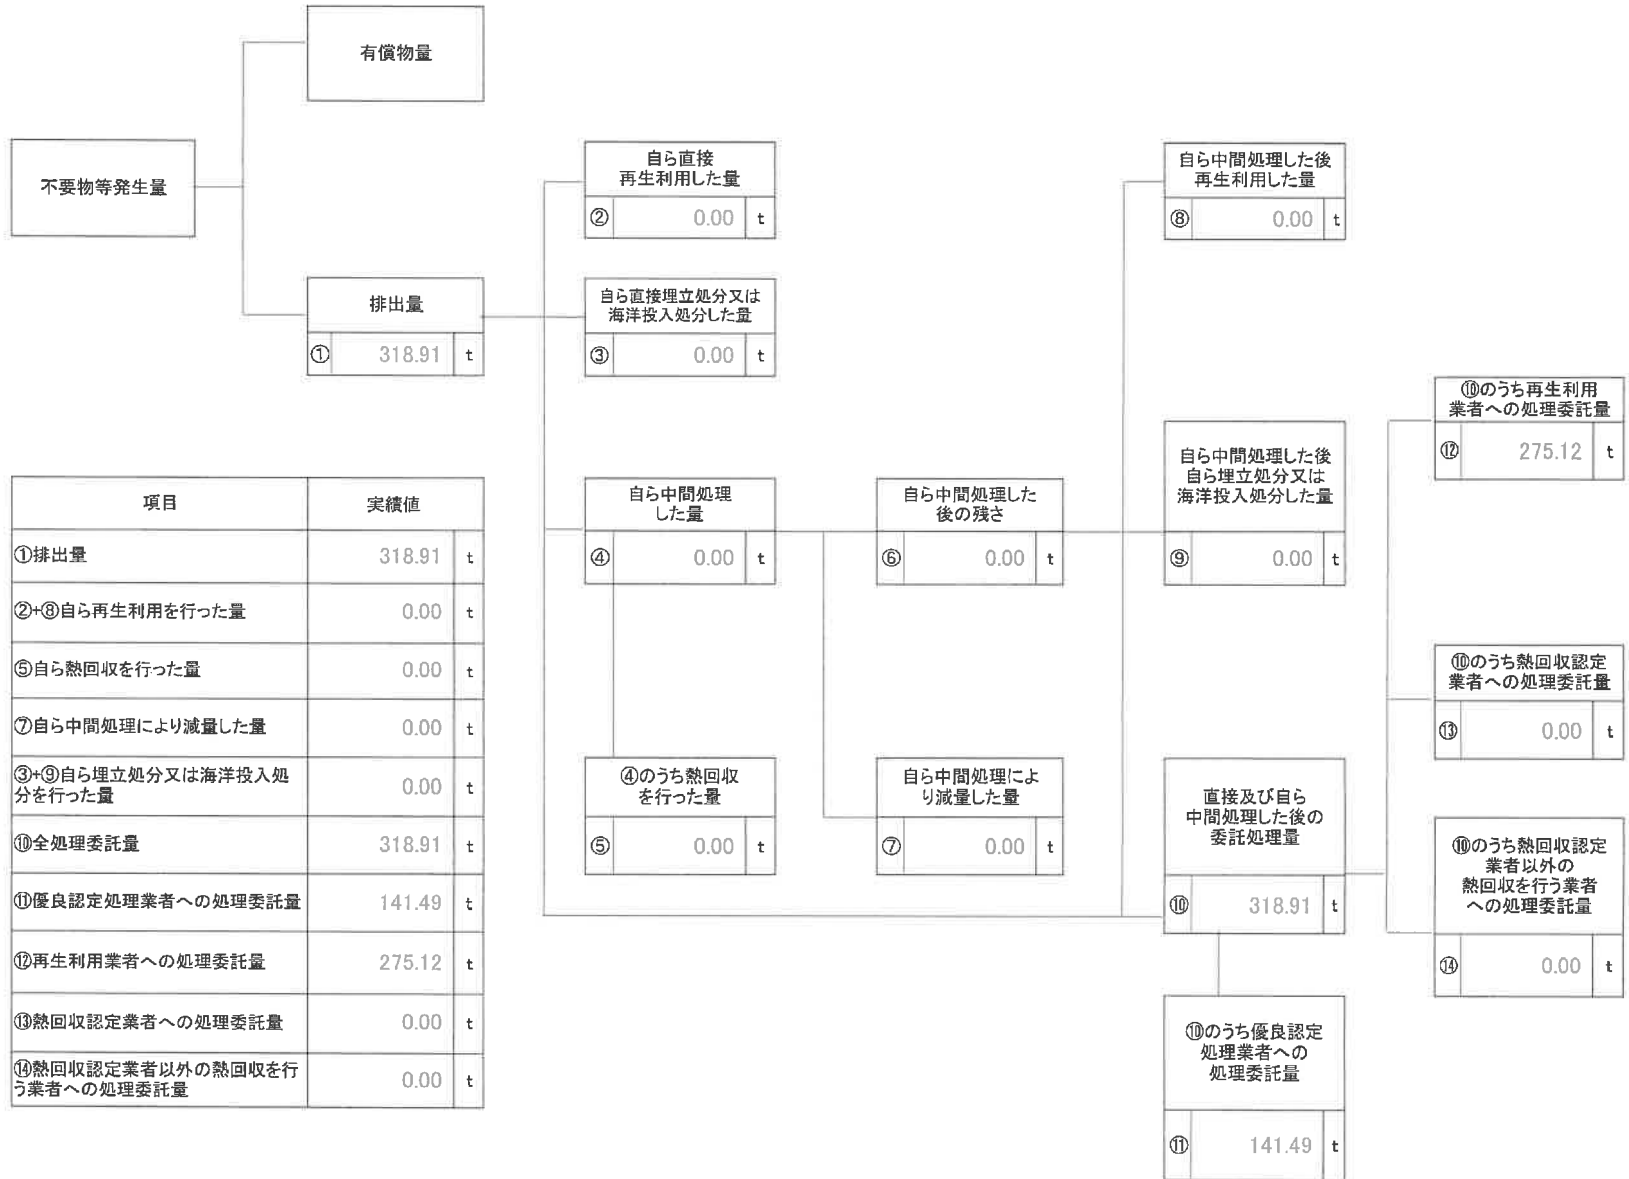 有償物量
不要物等発生量
排出量
① 318.91 t
自ら直接
再生利用した量
② 0.00 t
自ら直接埋立処分又は
海洋投入処分した量
③ 0.00 t
自ら中間処理
した量
④ 0.00 t
④のうち熱回収
を行った量
⑤ 0.00 t
自ら中間処理した
後の残さ
⑥ 0.00 t
自ら中間処理によ
り減量した量
⑦ 0.00 t
自ら中間処理した後
再生利用した量
⑧ 0.00 t
自ら中間処理した後
自ら埋立処分又は
海洋投入処分した量
⑨ 0.00 t
直接及び自ら
中間処理した後の
委託処理量
⑩ 318.91 t
⑩のうち優良認定
処理業者への
処理委託量
⑪ 141.49 t
⑩のうち再生利用
業者への処理委託量
⑫ 275.12 t
⑩のうち熱回収認定
業者への処理委託量
⑬ 0.00 t
⑩のうち熱回収認定
業者以外の
熱回収を行う業者
への処理委託量
⑭ 0.00 t
項目 実績値
①排出量 318.91 t
②+⑧自ら再生利用を行った量 0.00 t
⑤自ら熱回収を行った量 0.00 t
⑦自ら中間処理により減量した量 0.00 t
③+⑨自ら埋立処分又は海洋投入処
分を行った量 0.00 t
⑩全処理委託量 318.91 t
⑪優良認定処理業者への処理委託量 141.49 t
⑫再生利用業者への処理委託量 275.12 t
⑬熱回収認定業者への処理委託量 0.00 t
⑭熱回収認定業者以外の熱回収を行
う業者への処理委託量 0.00 t